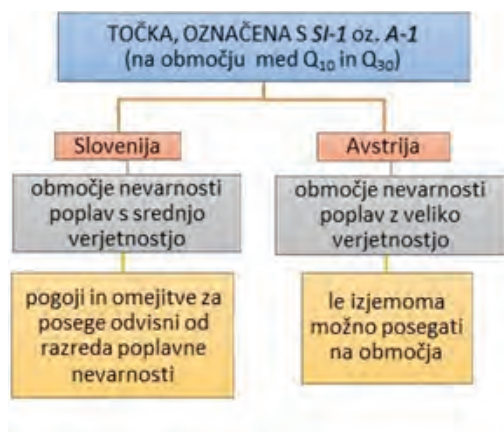 TOČKA, OZNAČENA S SI-1 oz. A-1
(na območju med Q10 in Q30)
Slovenija
območje nevarnosti
poplav s srednjo
verjetnostjo
pogoji in omejitve za
posege odvisni od
razreda poplavne
nevarnosti
Avstrija
območje nevarnosti
poplav z veliko
verjetnostjo
le izjemoma
možno posegati
na območja